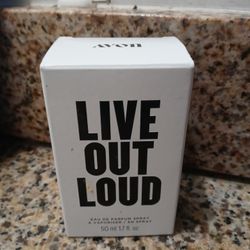 AVON
LIVE
OUT
LOUD
EAU DE PARFUM SPRAY
50 ml 1.7 fl. oz.